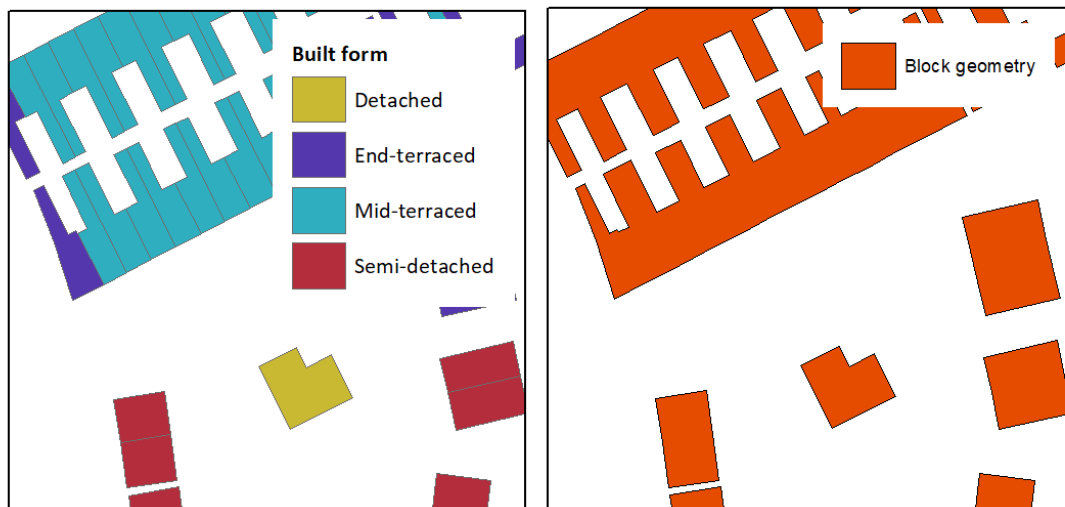 Built form
Detached
End-terraced
Mid-terraced
Semi-detached
Block geometry